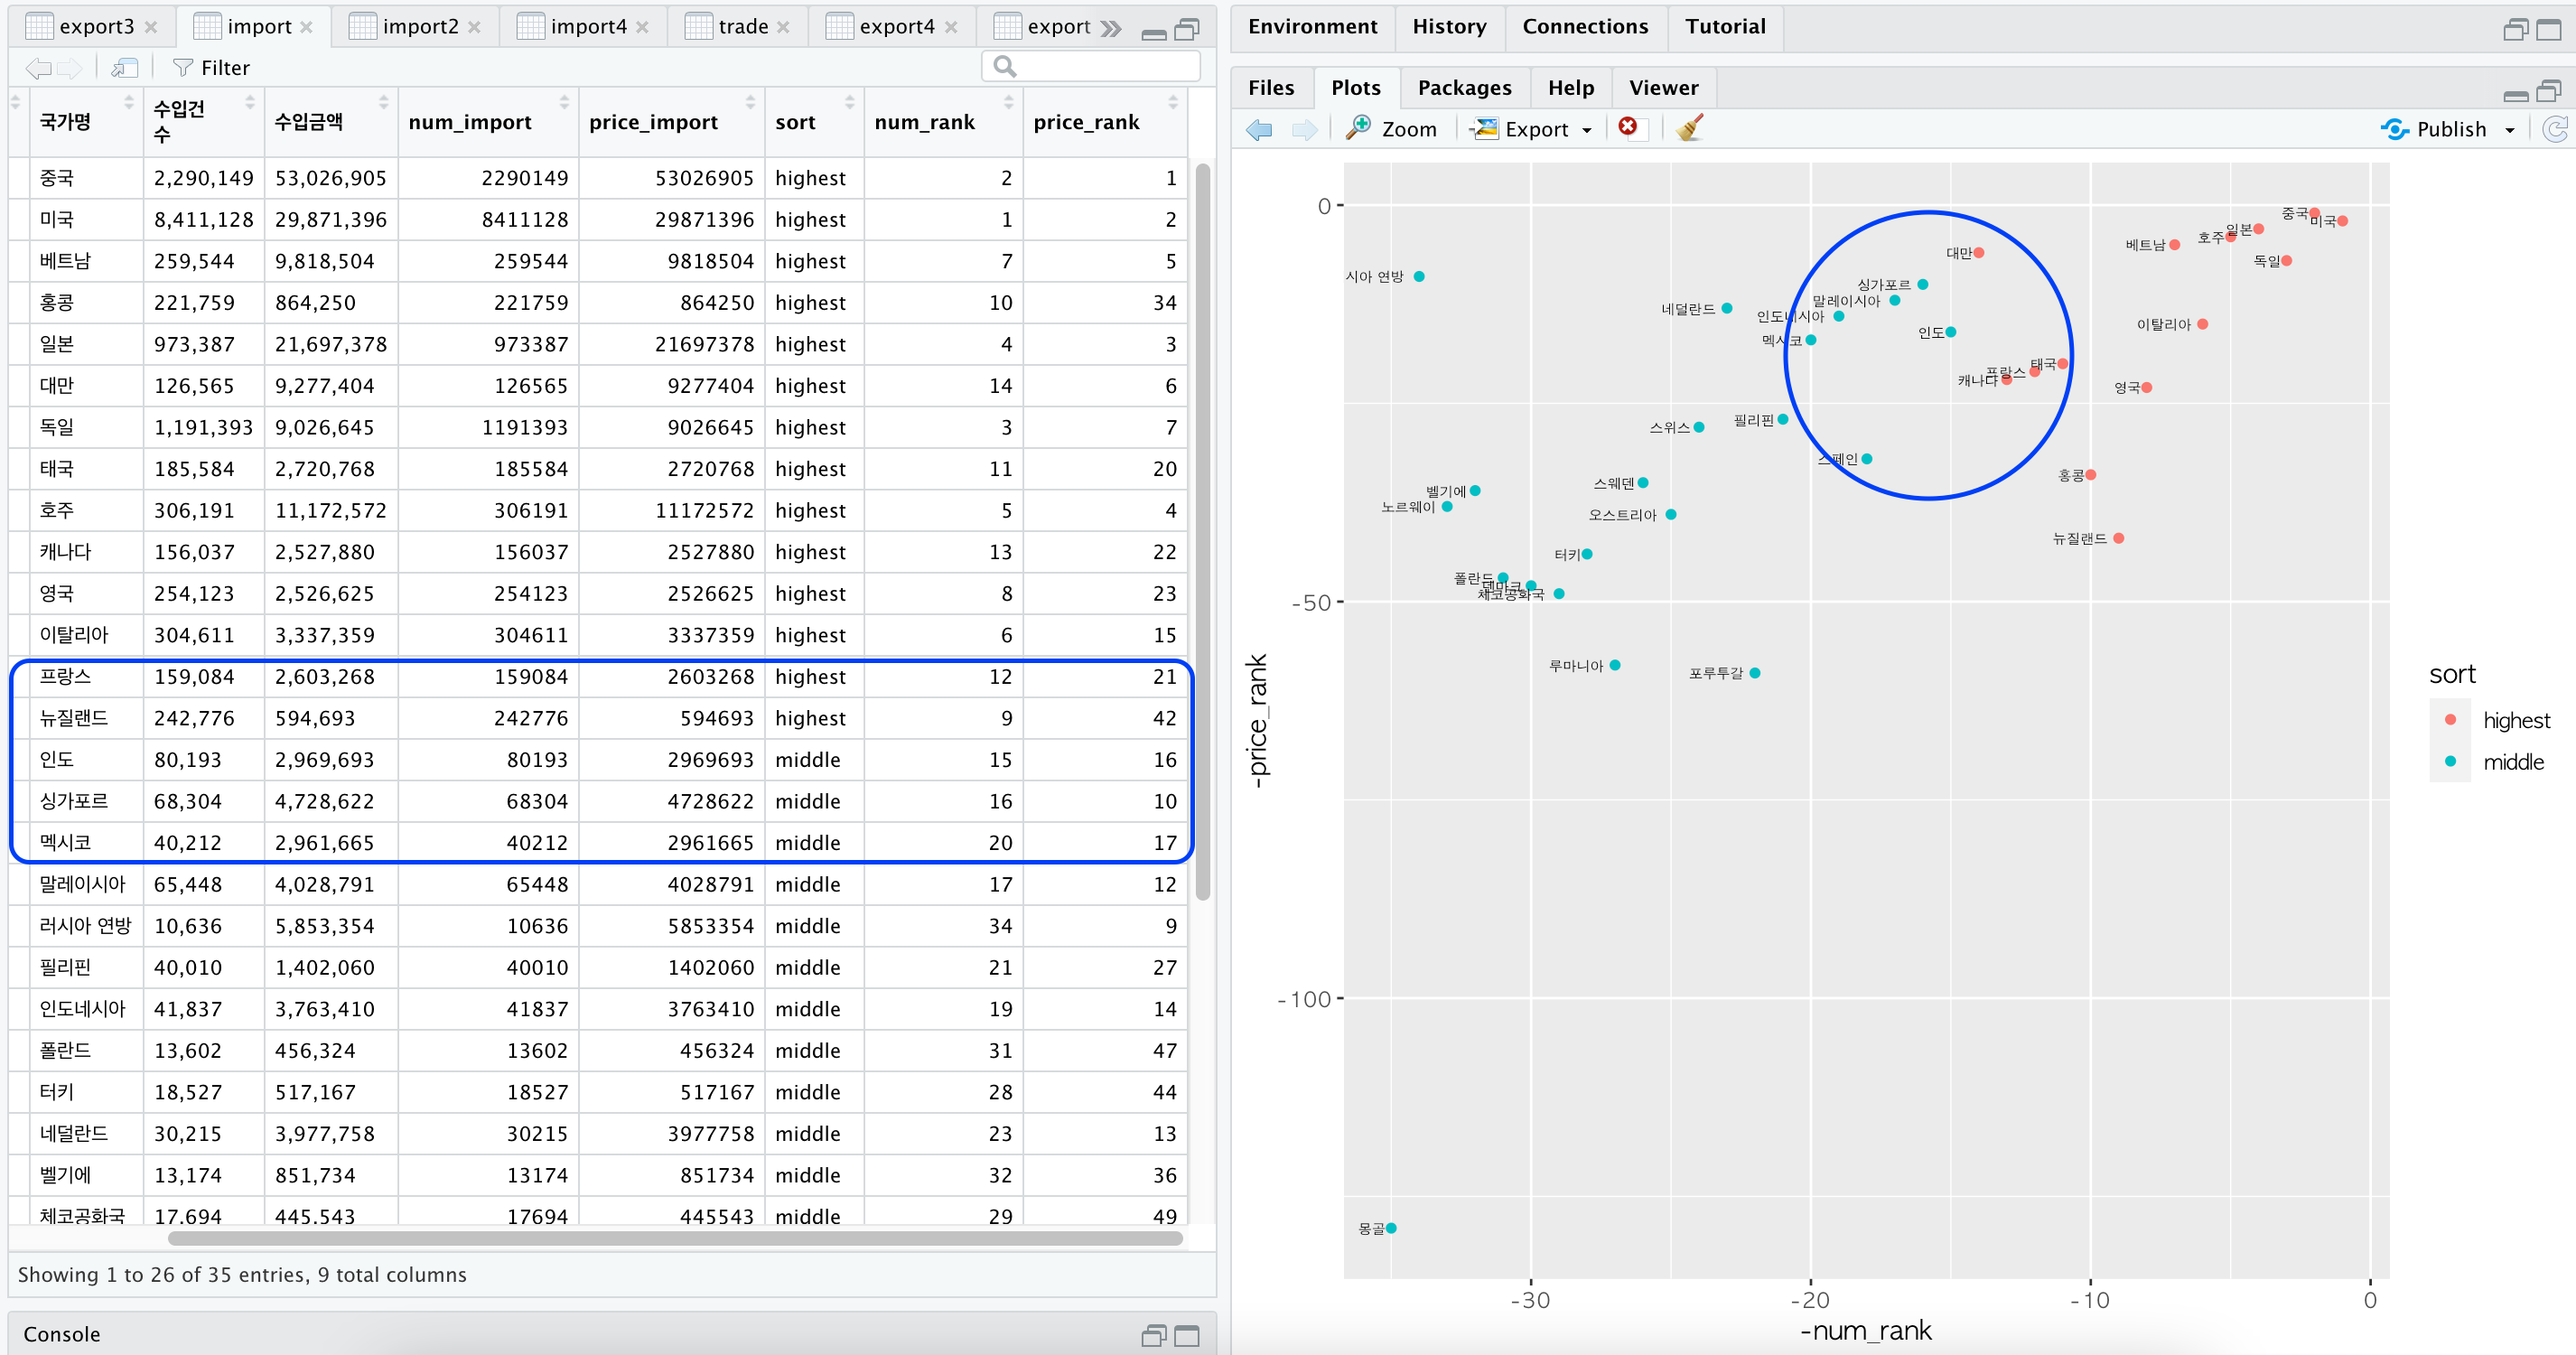 export3 import import2 import4 trade export4 export
Filter
국가명 수입건수 수입금액 num_import price_import sort num_rank price_rank
중국 2,290,149 53,026,905 2290149 53026905 highest 2 1
미국 8,411,128 29,871,396 8411128 29871396 highest 1 2
베트남 259,544 9,818,504 259544 9818504 highest 7 5
홍콩 221,759 864,250 221759 864250 highest 10 34
일본 973,387 21,697,378 973387 21697378 highest 4 3
대만 126,565 9,277,404 126565 9277404 highest 14 6
독일 1,191,393 9,026,645 1191393 9026645 highest 3 7
태국 185,584 2,720,768 185584 2720768 highest 11 20
호주 306,191 11,172,572 306191 11172572 highest 5 4
캐나다 156,037 2,527,880 156037 2527880 highest 13 22
영국 254,123 2,526,625 254123 2526625 highest 8 23
이탈리아 304,611 3,337,359 304611 3337359 highest 6 15
프랑스 159,084 2,603,268 159084 2603268 highest 12 21
뉴질랜드 242,776 594,693 242776 594693 highest 9 42
인도 80,193 2,969,693 80193 2969693 middle 15 16
싱가포르 68,304 4,728,622 68304 4728622 middle 16 10
멕시코 40,212 2,961,665 40212 2961665 middle 20 17
말레이시아 65,448 4,028,791 65448 4028791 middle 17 12
러시아 연방 10,636 5,853,354 10636 5853354 middle 34 9
필리핀 40,010 1,402,060 40010 1402060 middle 21 27
인도네시아 41,837 3,763,410 41837 3763410 middle 19 14
폴란드 13,602 456,324 13602 456324 middle 31 47
터키 18,527 517,167 18527 517167 middle 28 44
네덜란드 30,215 3,977,758 30215 3977758 middle 23 13
벨기에 13,174 851,734 13174 851734 middle 32 36
체코공화국 17,694 445,543 17694 445543 middle 29 49
Showing 1 to 26 of 35 entries, 9 total columns
Console
Environment History Connections Tutorial
Files Plots Packages Help Viewer
Zoom Export Publish
0
-50
-100
-price_rank
중국
미국
일본
호주
베트남
독일
대만
시아 연방
싱가포르
말레이시아
네덜란드
인도네시아
이탈리아
인도
멕시코
태국
프랑스
캐나다
영국
필리핀
스위스
스페인
홍콩
스웨덴
벨기에
노르웨이
오스트리아
뉴질랜드
터키
폴란드
덴마크
체코공화국
루마니아
포루투갈
몽골
-30 -20 -10 0
-num_rank
sort
highest
middle